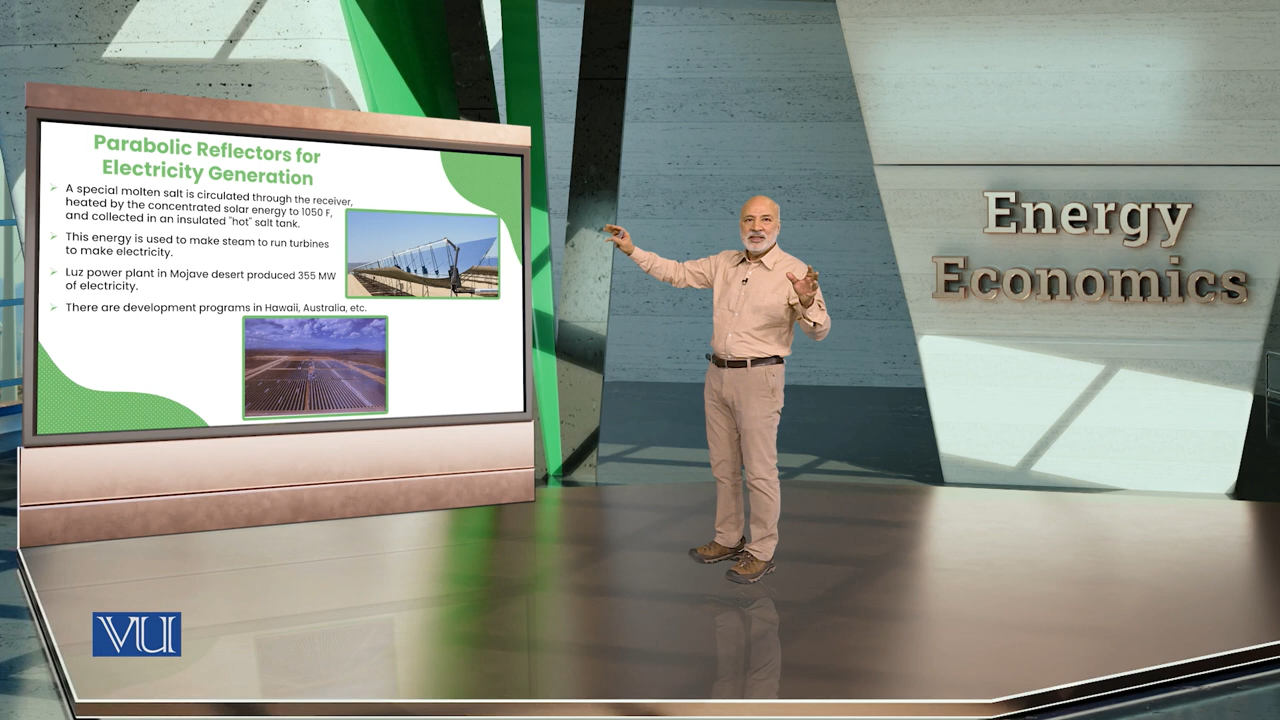 Parabolic Reflectors for
Electricity Generation
A special molten salt is circulated through the receiver,
heated by the concentrated solar energy to 1050 F,
and collected in an insulated "hot" salt tank.
This energy is used to make steam to run turbines
to make electricity.
Luz power plant in Mojave desert produced 355 MW
of electricity.
There are development programs in Hawaii, Australia, etc.
Energy
Economics
VU